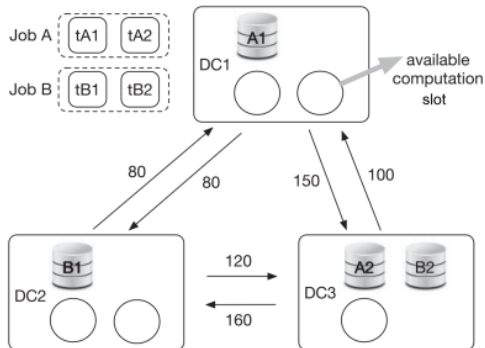 Job A
tA1 tA2
Job B
tB1 tB2
A1
DC1
available
computation
slot
80
80
150
100
B1
DC2
120
160
A2 B2
DC3